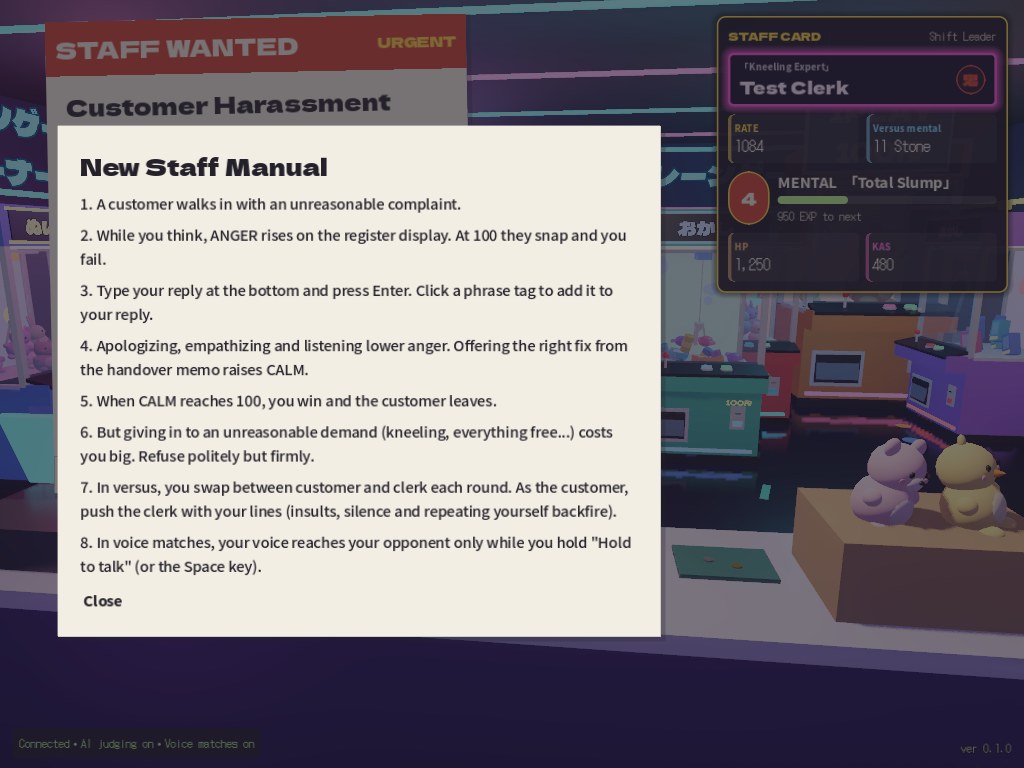 STAFF WANTED
URGENT
Customer Harassment
New Staff Manual
1. A customer walks in with an unreasonable complaint.
2. While you think, ANGER rises on the register display. At 100 they snap and you
fail.
3. Type your reply at the bottom and press Enter. Click a phrase tag to add it to
your reply.
4. Apologizing, empathizing and listening lower anger. Offering the right fix from
the handover memo raises CALM.
5. When CALM reaches 100, you win and the customer leaves.
6. But giving in to an unreasonable demand (kneeling, everything free...) costs
you big. Refuse politely but firmly.
7. In versus, you swap between customer and clerk each round. As the customer,
push the clerk with your lines (insults, silence and repeating yourself backfire).
8. In voice matches, your voice reaches your opponent only while you hold "Hold
to talk" (or the Space key).
Close
STAFF CARD
Shift Leader
「Kneeling Expert」
Test Clerk
RATE
1084
Versus mental
11 Stone
4
MENTAL 「Total Slump」
950 EXP to next
HP
1,250
KAS
480
Connected • AI judging on • Voice matches on
ver 0.1.0